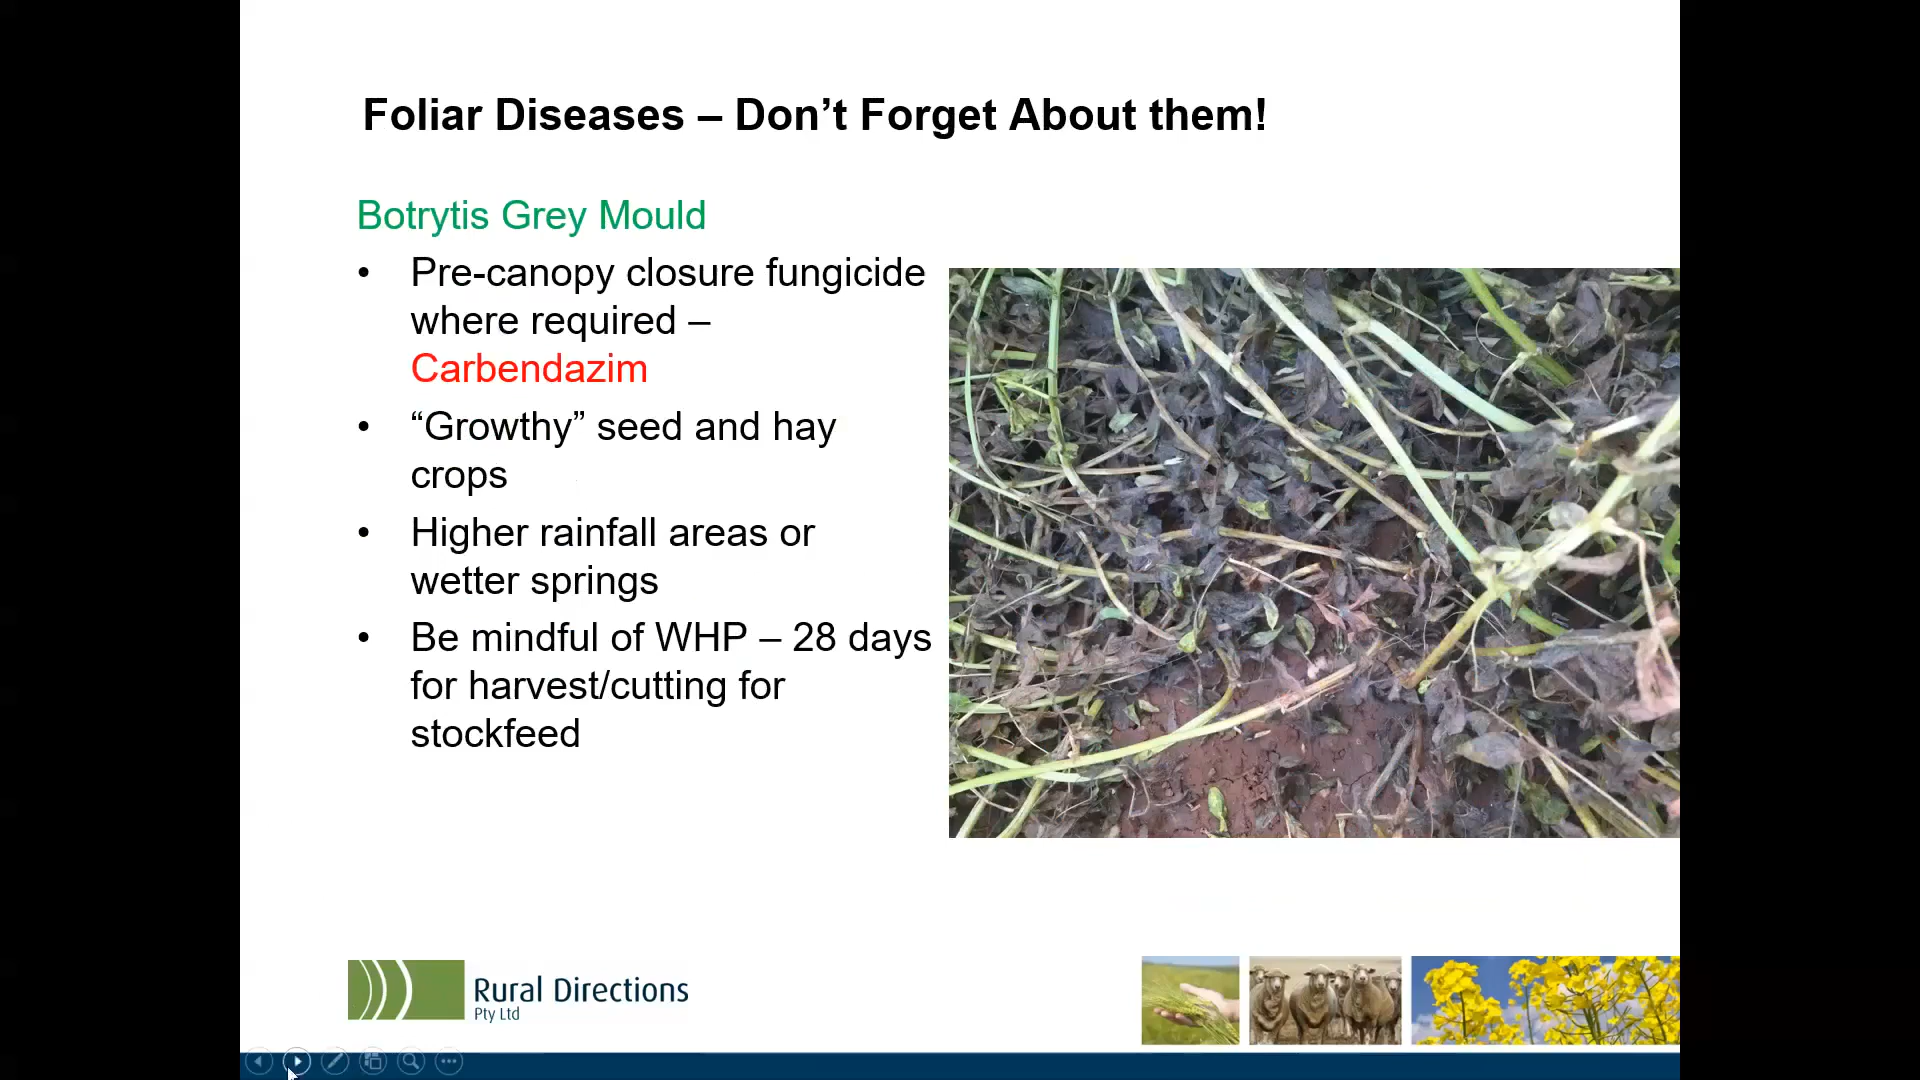 Foliar Diseases – Don’t Forget About them!
Botrytis Grey Mould
• Pre-canopy closure fungicide
where required –
Carbendazim
• “Growthy” seed and hay
crops
• Higher rainfall areas or
wetter springs
• Be mindful of WHP – 28 days
for harvest/cutting for
stockfeed
Rural Directions
Pty Ltd